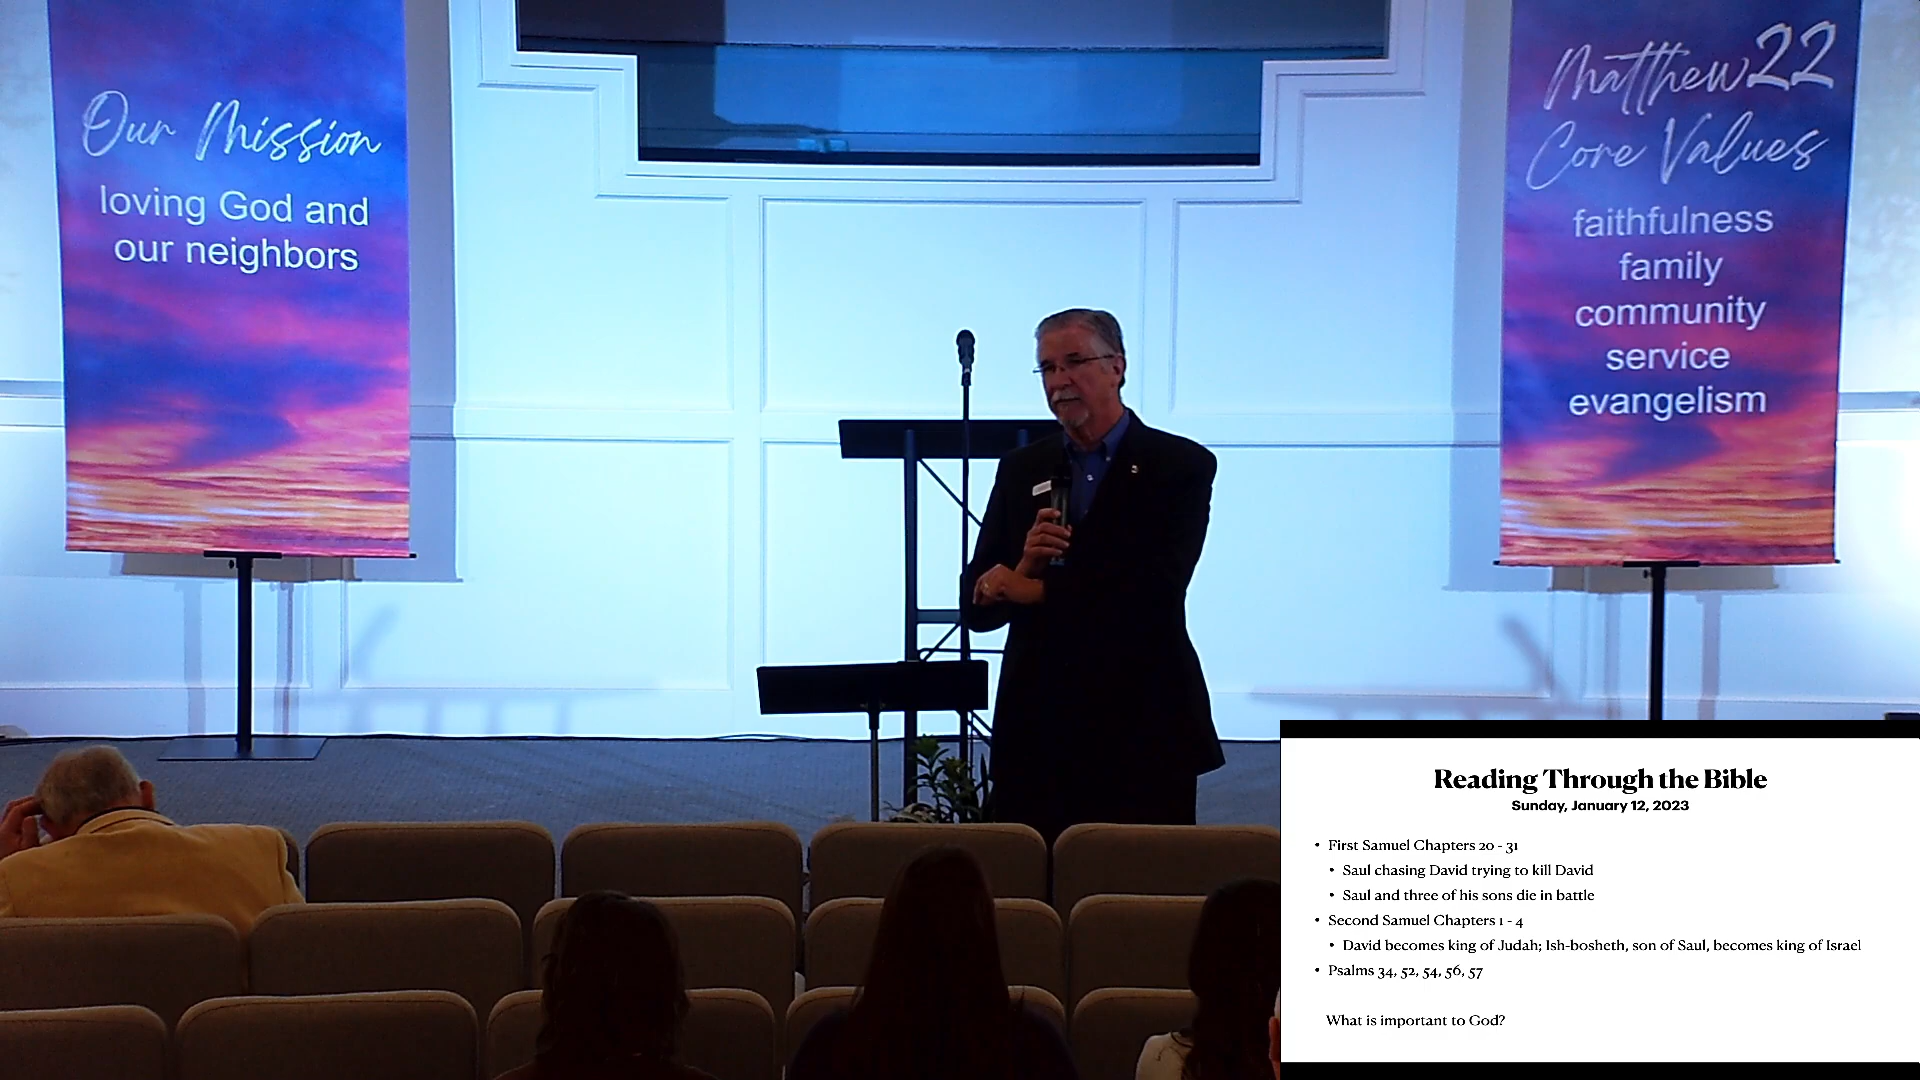 Our Mission
loving God and
our neighbors
Matthew 22
Core Values
faithfulness
family
community
service
evangelism
Reading Through the Bible
Sunday, January 12, 2023
• First Samuel Chapters 20 - 31
• Saul chasing David trying to kill David
• Saul and three of his sons die in battle
• Second Samuel Chapters 1 - 4
• David becomes king of Judah; Ish-bosheth, son of Saul, becomes king of Israel
• Psalms 34, 52, 54, 56, 57
What is important to God?